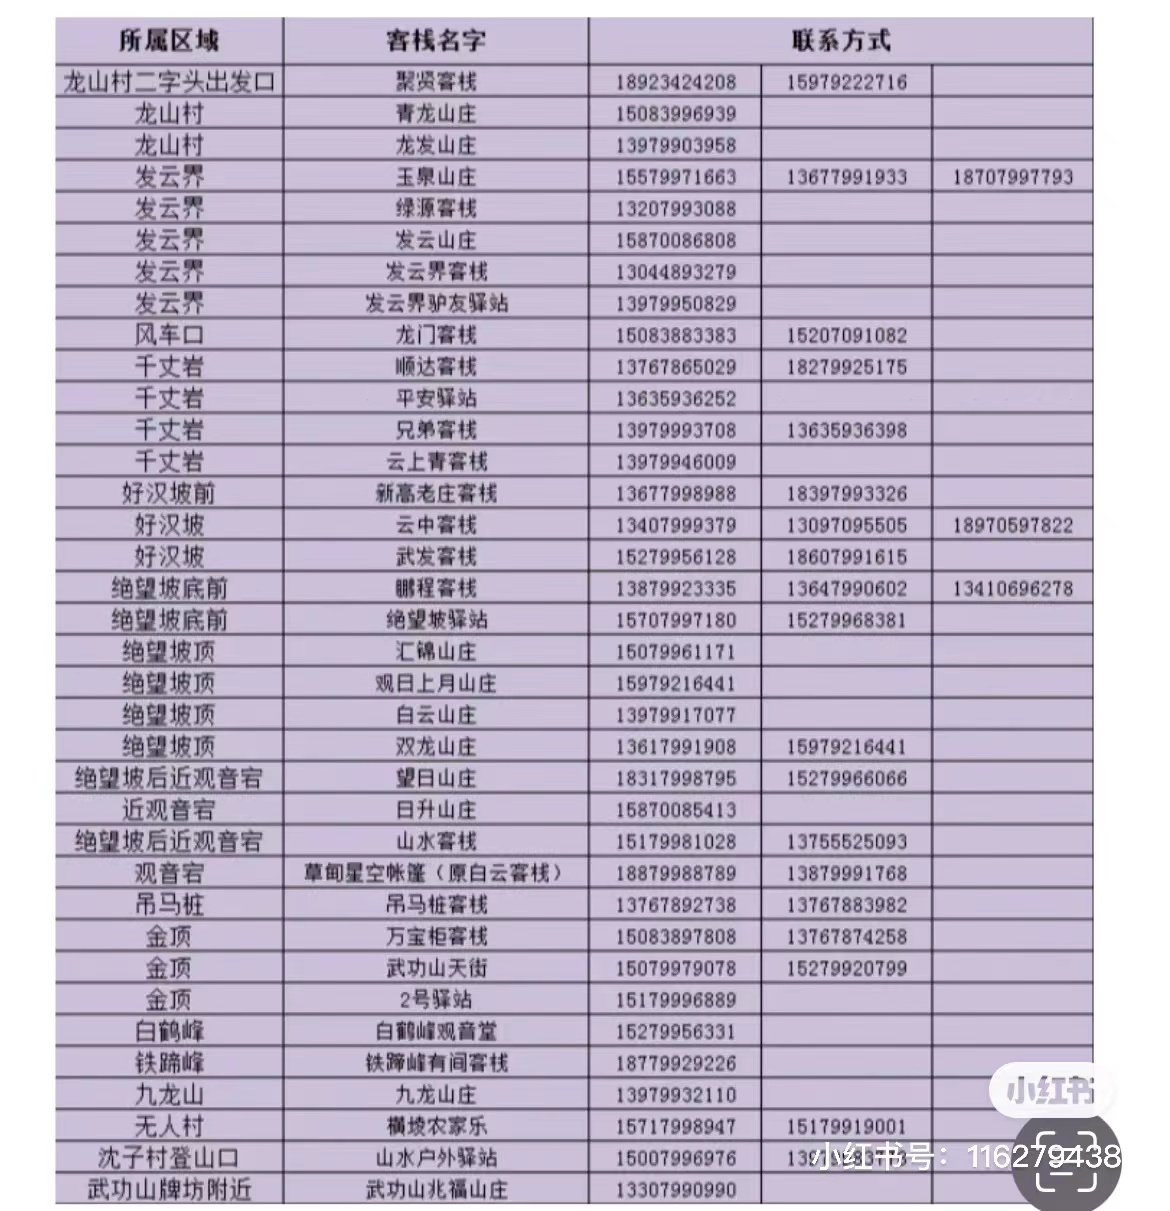 所属区域 客栈名字 联系方式
龙山村二字头出发口 聚贤客栈 18923424208 15979222716
龙山村 青龙山庄 15083996939
龙山村 龙发山庄 13979903958
发云界 玉泉山庄 15579971663 13677991933 18707997793
发云界 绿源客栈 13207993088
发云界 发云山庄 15870086808
发云界 发云界客栈 13044893279
发云界 发云界驴友驿站 13979950829
风车口 龙门客栈 15083883383 15207091082
千丈岩 顺达客栈 13767865029 18279925175
千丈岩 平安驿站 13635936252
千丈岩 兄弟客栈 13979993708 13635936398
千丈岩 云上青客栈 13979946009
好汉坡前 新高老庄客栈 13677998988 18397993326
好汉坡 云中客栈 13407999379 13097095505 18970597822
好汉坡 武发客栈 15279956128 18607991615
绝望坡底前 鹏程客栈 13879923335 13647990602 13410696278
绝望坡底前 绝望坡驿站 15707997180 15279968381
绝望坡顶 汇锦山庄 15079961171
绝望坡顶 观日上月山庄 15979216441
绝望坡顶 白云山庄 13979917077
绝望坡顶 双龙山庄 13617991908 15979216441
绝望坡后近观音宕 望日山庄 18317998795 15279966066
近观音宕 日升山庄 15870085413
绝望坡后近观音宕 山水客栈 15179981028 13755525093
观音宕 草甸星空帐篷（原白云客栈） 18879988789 13879991768
吊马桩 吊马桩客栈 13767892738 13767883982
金顶 万宝柜客栈 15083897808 13767874258
金顶 武功山天街 15079979078 15279920799
金顶 2号驿站 15179996889
白鹤峰 白鹤峰观音堂 15279956331
铁蹄峰 铁蹄峰有间客栈 18779929226
九龙山 九龙山庄 13979932110
小红书
无人村 横坡农家乐 15717998947 15179919001
沈子村登山口 山水户外驿站 15007996976
小红书号：116279438
武功山牌坊附近 武功山兆福山庄 13307990990